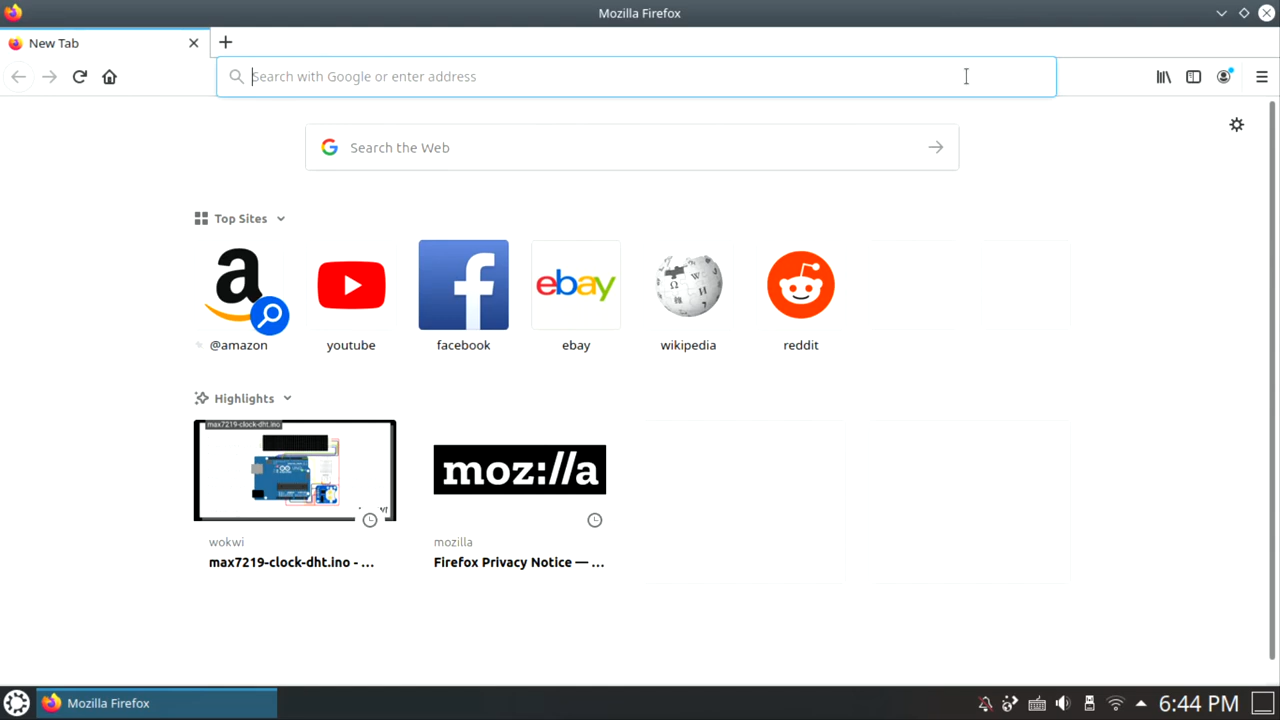 Mozilla Firefox
New Tab
Search with Google or enter address
Search the Web
Top Sites
a
f
ebay
W
Ω
И
@amazon
youtube
facebook
ebay
wikipedia
reddit
Highlights
max7219-clock-dht.ino
moz://a
wokwi
mozilla
max7219-clock-dht.ino - ...
Firefox Privacy Notice — ...
Mozilla Firefox
6:44 PM